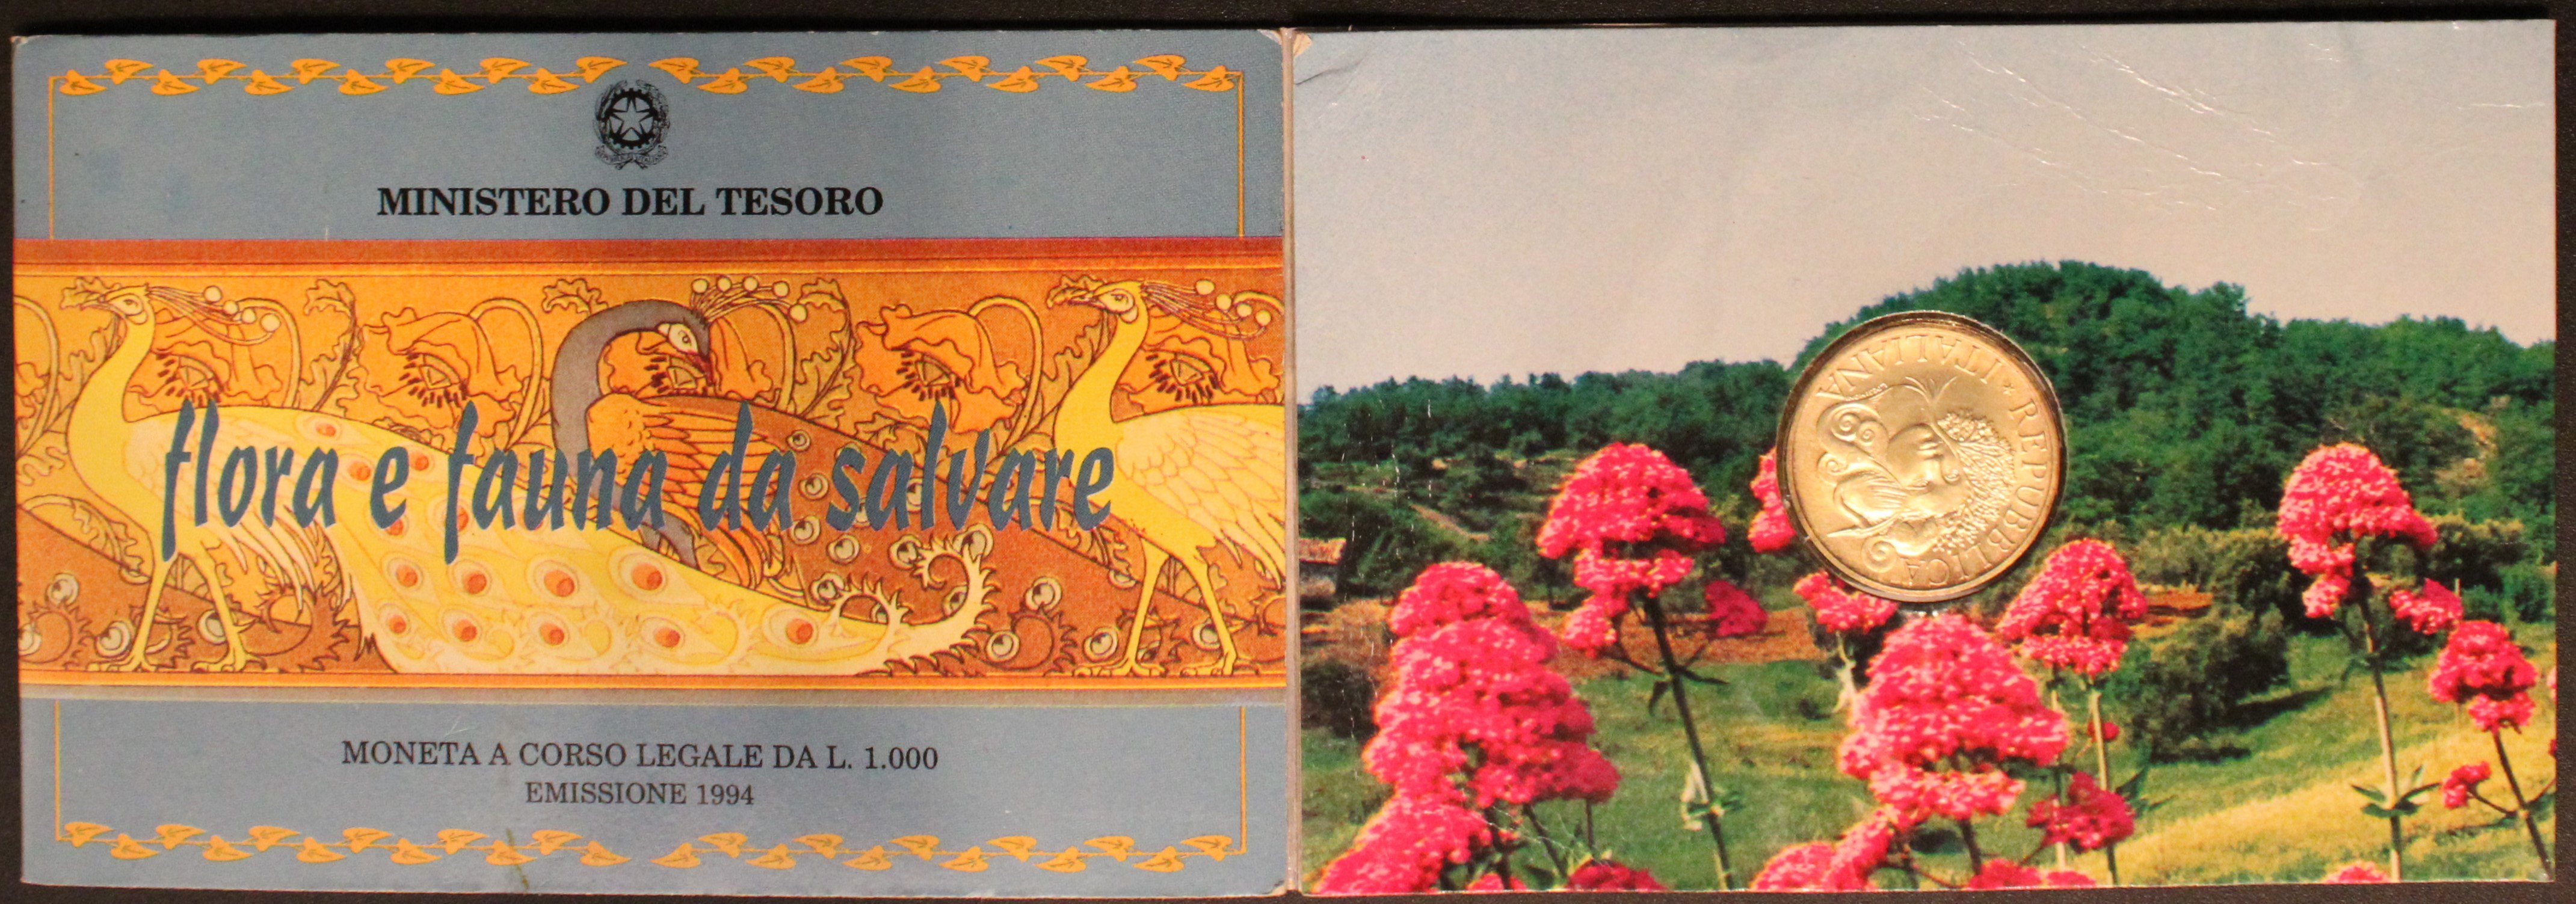 MINISTERO DEL TESORO
flora e fauna da salvare
MONETA A CORSO LEGALE DA L. 1.000
EMISSIONE 1994
REPUBBLICA * ITALIANA